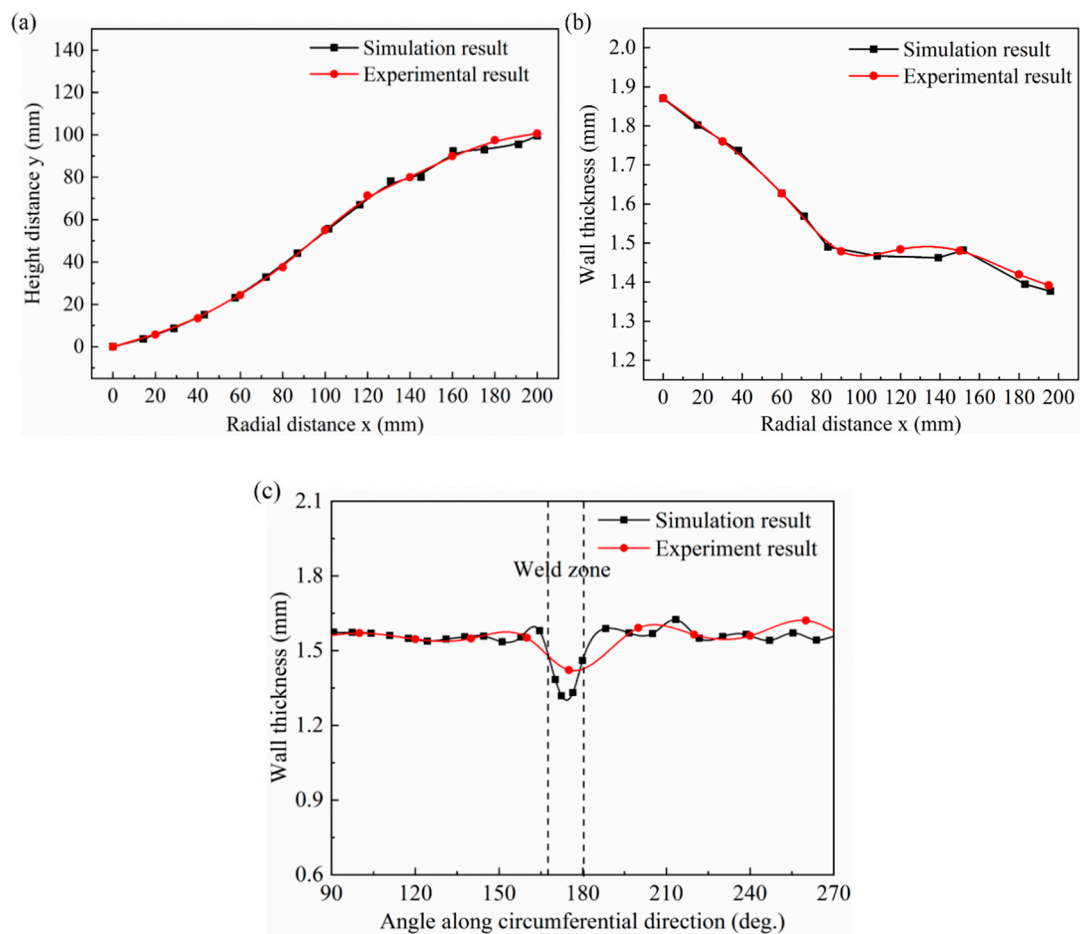 (a)
Simulation result
Experimental result
Height distance y (mm)
140
120
100
80
60
40
20
0
0 20 40 60 80 100 120 140 160 180 200
Radial distance x (mm)
(b)
Simulation result
Experimental result
Wall thickness (mm)
2.0
1.9
1.8
1.7
1.6
1.5
1.4
1.3
1.2
0 20 40 60 80 100 120 140 160 180 200
Radial distance x (mm)
(c)
Simulation result
Experiment result
Weld zone
Wall thickness (mm)
2.1
1.8
1.5
1.2
0.9
0.6
90 120 150 180 210 240 270
Angle along circumferential direction (deg.)